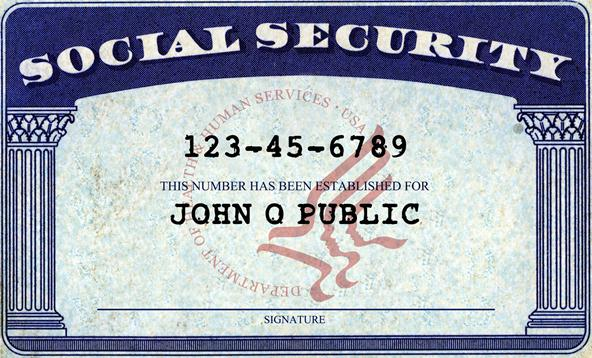 SOCIAL SECURITY
DEPARTMENT OF HEALTH & HUMAN SERVICES · USA
123-45-6789
THIS NUMBER HAS BEEN ESTABLISHED FOR
JOHN Q PUBLIC
SIGNATURE